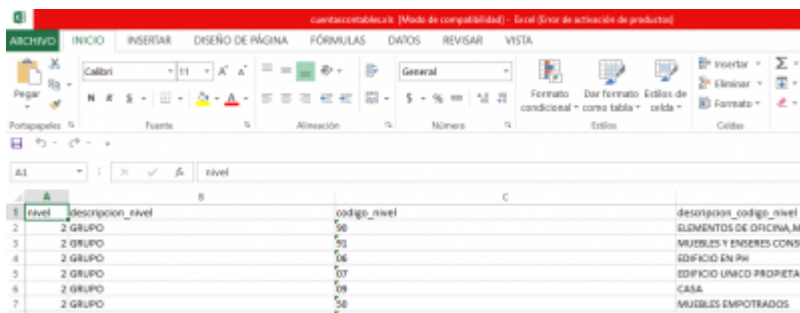 cuentascontables.xls [Modo de compatibilidad] - Excel (Error de activación de productos)
ARCHIVO INICIO INSERTAR DISEÑO DE PÁGINA FÓRMULAS DATOS REVISAR VISTA
Calibri 11 General Insertar
Pegar N K S $ % Formato condicional Dar formato como tabla Estilos de celda Eliminar
Formato
Portapapeles Fuente Alineación Número Estilos Celdas
A1 fx nivel
A B C
1 nivel descripcion_nivel codigo_nivel descripcion_codigo_nivel
2 2 GRUPO 90 ELEMENTOS DE OFICINA,M
3 2 GRUPO 91 MUEBLES Y ENSERES CONS
4 2 GRUPO 06 EDIFICIO EN PH
5 2 GRUPO 07 EDIFICIO UNICO PROPIETA
6 2 GRUPO 09 CASA
7 2 GRUPO 50 MUEBLES EMPOTRADOS